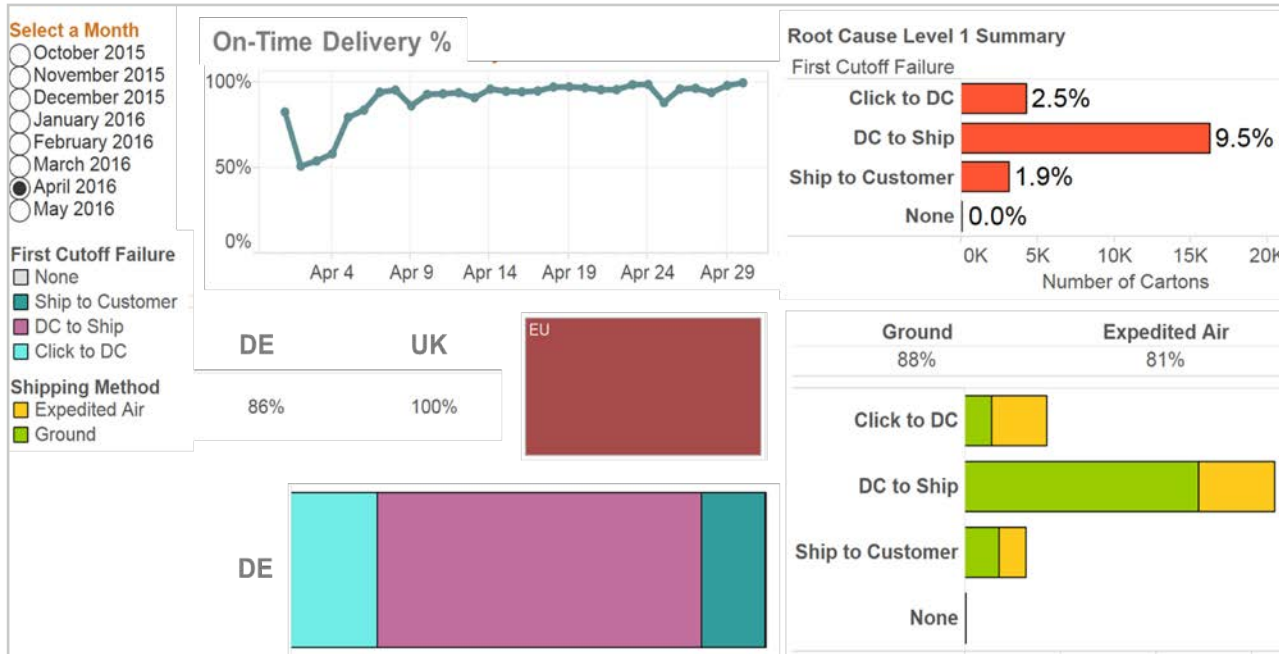 Select a Month
October 2015
November 2015
December 2015
January 2016
February 2016
March 2016
April 2016
May 2016
First Cutoff Failure
None
Ship to Customer
DC to Ship
Click to DC
Shipping Method
Expedited Air
Ground
On-Time Delivery %
100%
50%
0%
Apr 4 Apr 9 Apr 14 Apr 19 Apr 24 Apr 29
Root Cause Level 1 Summary
First Cutoff Failure
Click to DC 2.5%
DC to Ship 9.5%
Ship to Customer 1.9%
None 0.0%
0K 5K 10K 15K 20K
Number of Cartons
DE UK
86% 100%
EU
DE
Ground Expedited Air
88% 81%
Click to DC
DC to Ship
Ship to Customer
None